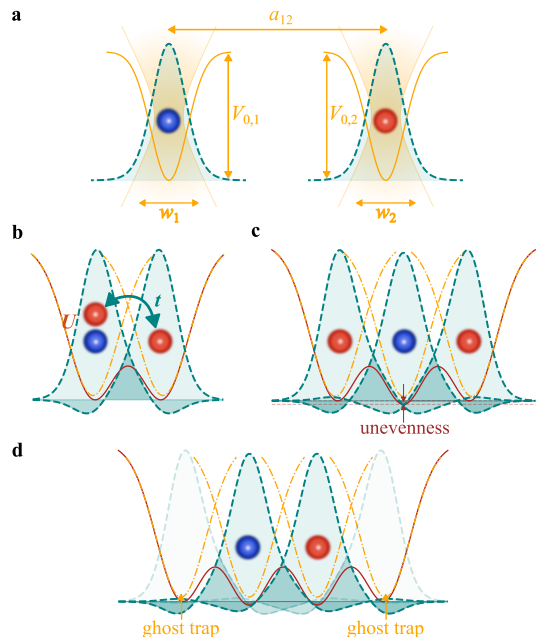 a
a₁₂
V₀,₁
V₀,₂
w₁
w₂
b
c
U
t
unevenness
d
ghost trap
ghost trap